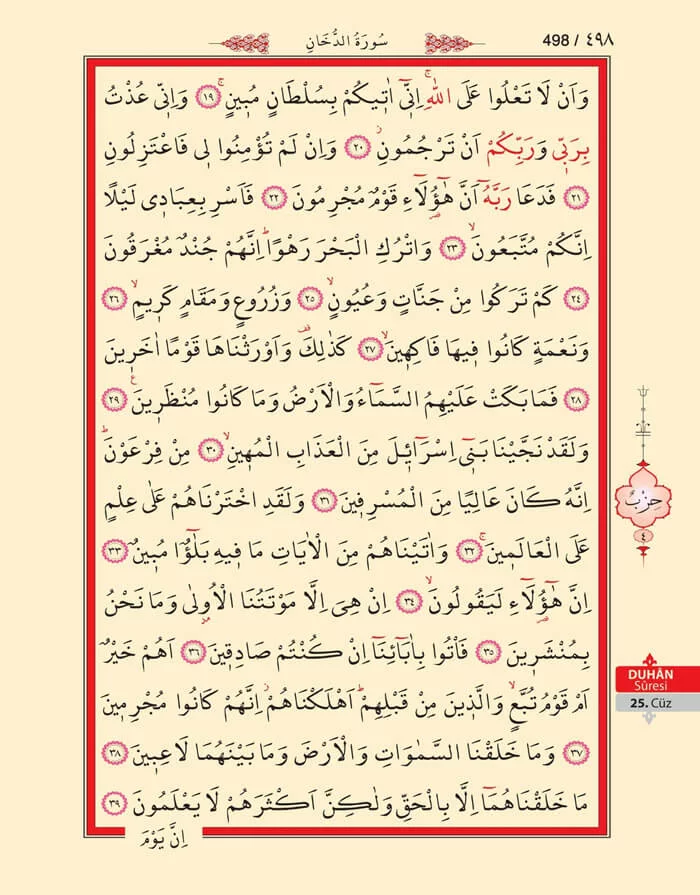 ٤٩٨ / 498
سُورَةُ الدُّخَانِ
وَاَنْ لَا تَعْلُوا عَلَى اللّٰهِۚ اِنّ۪ٓي اٰت۪يكُمْ بِسُلْطَانٍ مُب۪ينٍۚ ﴿١٩﴾ وَاِنّ۪ي عُذْتُ
بِرَبّ۪ي وَرَبِّكُمْ اَنْ تَرْجُمُونِۘ ﴿٢٠﴾ وَاِنْ لَمْ تُؤْمِنُوا ل۪ي فَاعْتَزِلُونِ
﴿٢١﴾ فَدَعَا رَبَّهُٓ اَنَّ هٰٓؤُ۬لَٓاءِ قَوْمٌ مُجْرِمُونَ ﴿٢٢﴾ فَاَسْرِ بِعِبَاد۪ي لَيْلًا
اِنَّكُمْ مُتَّبَعُونَۙ ﴿٢٣﴾ وَاتْرُكِ الْبَحْرَ رَهْوًاۜ اِنَّهُمْ جُنْدٌ مُغْرَقُونَ
﴿٢٤﴾ كَمْ تَرَكُوا مِنْ جَنَّاتٍ وَعُيُونٍۙ ﴿٢٥﴾ وَزُرُوعٍ وَمَقَامٍ كَر۪يمٍۙ ﴿٢٦﴾
وَنَعْمَةٍ كَانُوا ف۪يهَا فَاكِه۪ينَۙ ﴿٢٧﴾ كَذٰلِكَ۠ وَاَوْرَثْنَاهَا قَوْمًا اٰخَر۪ينَ
﴿٢٨﴾ فَمَا بَكَتْ عَلَيْهِمُ السَّمَٓاءُ وَالْاَرْضُ وَمَا كَانُوا مُنْظَر۪ينَ۟ ﴿٢٩﴾
وَلَقَدْ نَجَّيْنَا بَن۪ٓي اِسْرَٓائ۪لَ مِنَ الْعَذَابِ الْمُه۪ينِۙ ﴿٣٠﴾ مِنْ فِرْعَوْنَۜ
اِنَّهُ كَانَ عَالِيًا مِنَ الْمُسْرِف۪ينَ ﴿٣١﴾ وَلَقَدِ اخْتَرْنَاهُمْ عَلٰى عِلْمٍ
عَلَى الْعَالَم۪ينَۚ ﴿٣٢﴾ وَاٰتَيْنَاهُمْ مِنَ الْاٰيَاتِ مَا ف۪يهِ بَلٰٓؤٌ۬ا مُب۪ينٌ ﴿٣٣﴾
اِنَّ هٰٓؤُ۬لَٓاءِ لَيَقُولُونَۙ ﴿٣٤﴾ اِنْ هِيَ اِلَّا مَوْتَتُنَا الْاُو۫لٰى وَمَا نَحْنُ
بِمُنْشَر۪ينَ ﴿٣٥﴾ فَأْتُوا بِاٰبَٓائِنَٓا اِنْ كُنْتُمْ صَادِق۪ينَ ﴿٣٦﴾ اَهُمْ خَيْرٌ
اَمْ قَوْمُ تُبَّعٍۙ وَالَّذ۪ينَ مِنْ قَبْلِهِمْۜ اَهْلَكْنَاهُمْۘ اِنَّهُمْ كَانُوا مُجْرِم۪ينَ
﴿٣٧﴾ وَمَا خَلَقْنَا السَّمٰوَاتِ وَالْاَرْضَ وَمَا بَيْنَهُمَا لَاعِب۪ينَ ﴿٣٨﴾
مَا خَلَقْنَاهُمَٓا اِلَّا بِالْحَقِّ وَلٰكِنَّ اَكْثَرَهُمْ لَا يَعْلَمُونَ ﴿٣٩﴾
اِنَّ يَوْمَ
حِزْبٌ
٤
DUHÂN
Sûresi
25. Cüz